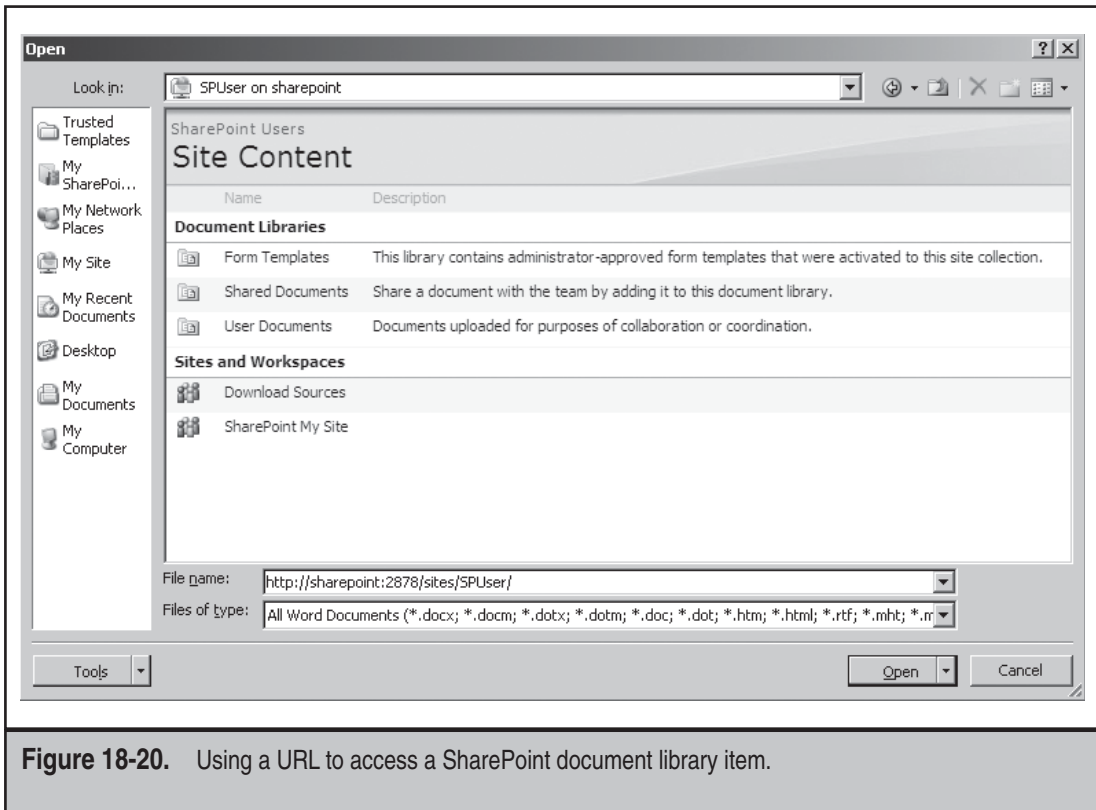 Open
Look in:
SPUser on sharepoint
Trusted
Templates
My
SharePoi...
My Network
Places
My Site
My Recent
Documents
Desktop
My
Documents
My
Computer
SharePoint Users
Site Content
Name Description
Document Libraries
Form Templates This library contains administrator-approved form templates that were activated to this site collection.
Shared Documents Share a document with the team by adding it to this document library.
User Documents Documents uploaded for purposes of collaboration or coordination.
Sites and Workspaces
Download Sources
SharePoint My Site
File name: http://sharepoint:2878/sites/SPUser/
Files of type: All Word Documents (*.docx; *.docm; *.dotx; *.dotm; *.doc; *.dot; *.htm; *.html; *.rtf; *.mht; *.m
Tools
Open
Cancel
Figure 18-20. Using a URL to access a SharePoint document library item.